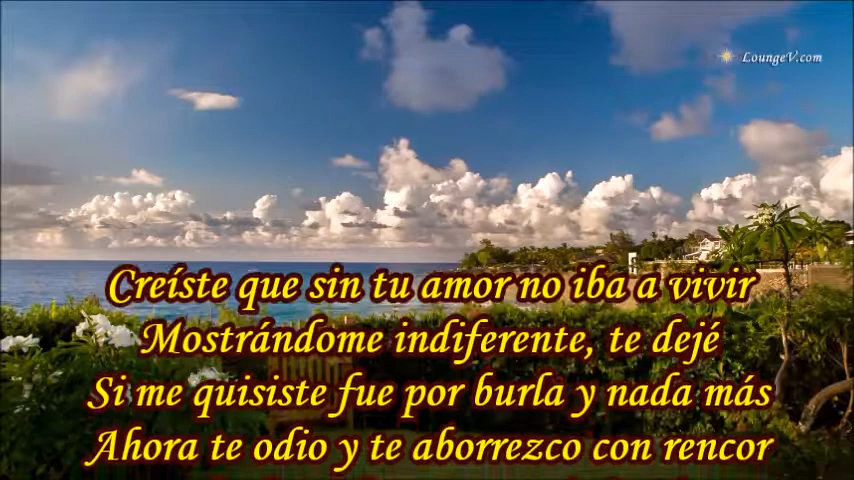 LoungeV.com
Creíste que sin tu amor no iba a vivir
Mostrándome indiferente, te dejé
Si me quisiste fue por burla y nada más
Ahora te odio y te aborrezco con rencor